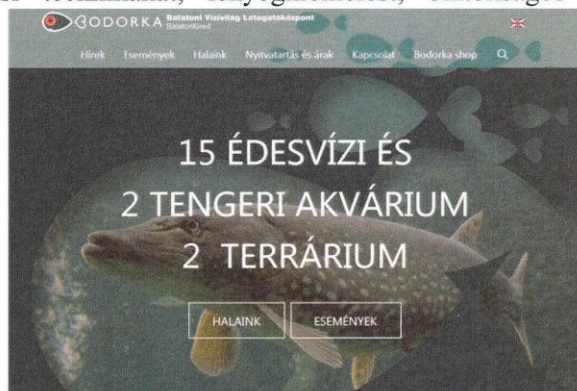 BODORKA Balatoni Vízivilág Látogatóközpont
Balatonfüred
Hírek Események Halaink Nyitvatartás és árak Kapcsolat Bodorka shop
15 ÉDESVÍZI ÉS
2 TENGERI AKVÁRIUM
2 TERRÁRIUM
HALAINK ESEMÉNYEK